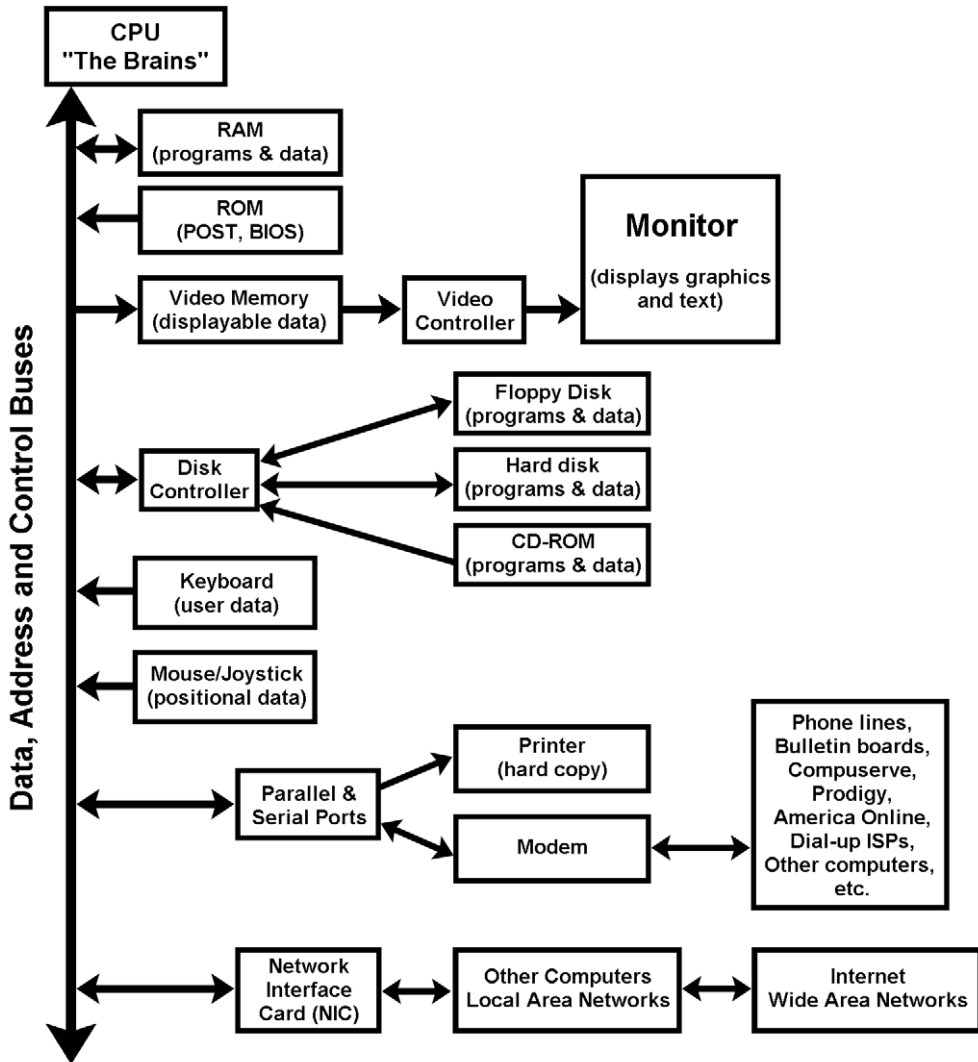 CPU
"The Brains"
RAM
(programs & data)
ROM
(POST, BIOS)
Video Memory
(displayable data)
Video
Controller
Monitor
(displays graphics
and text)
Data, Address and Control Buses
Disk
Controller
Floppy Disk
(programs & data)
Hard disk
(programs & data)
CD-ROM
(programs & data)
Keyboard
(user data)
Mouse/Joystick
(positional data)
Parallel &
Serial Ports
Printer
(hard copy)
Modem
Phone lines,
Bulletin boards,
Compuserve,
Prodigy,
America Online,
Dial-up ISPs,
Other computers,
etc.
Network
Interface
Card (NIC)
Other Computers
Local Area Networks
Internet
Wide Area Networks